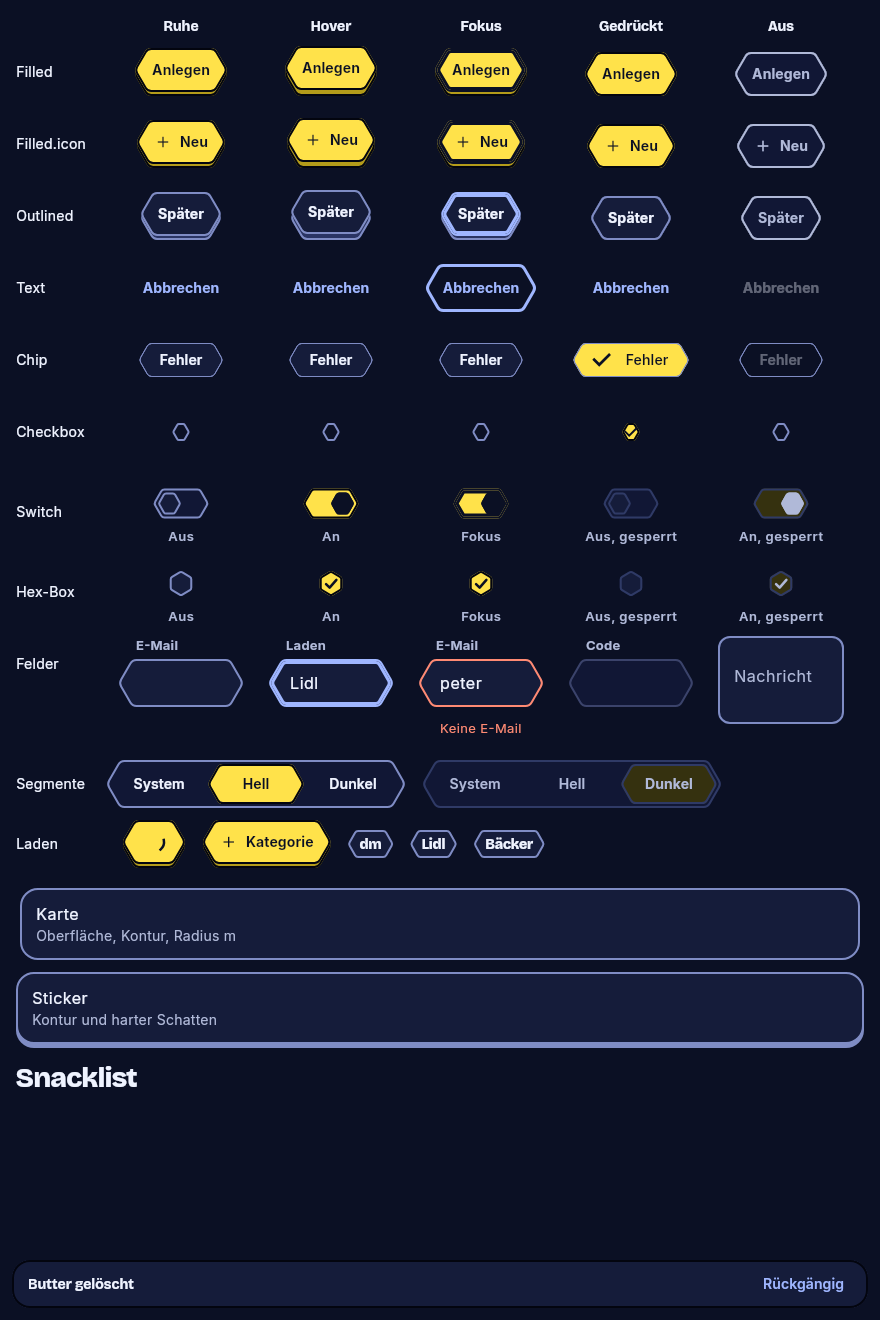 Ruhe Hover Fokus Gedrückt Aus
Filled Anlegen Anlegen Anlegen Anlegen Anlegen
Filled.icon + Neu + Neu + Neu + Neu + Neu
Outlined Später Später Später Später Später
Text Abbrechen Abbrechen Abbrechen Abbrechen Abbrechen
Chip Fehler Fehler Fehler Fehler Fehler
Checkbox
Switch
Aus An Fokus Aus, gesperrt An, gesperrt
Hex-Box
Aus An Fokus Aus, gesperrt An, gesperrt
E-Mail Laden E-Mail Code
Felder Lidl peter Nachricht
Keine E-Mail
Segmente System Hell Dunkel System Hell Dunkel
Laden + Kategorie dm Lidl Bäcker
Karte
Oberfläche, Kontur, Radius m
Sticker
Kontur und harter Schatten
Snacklist
Butter gelöscht Rückgängig